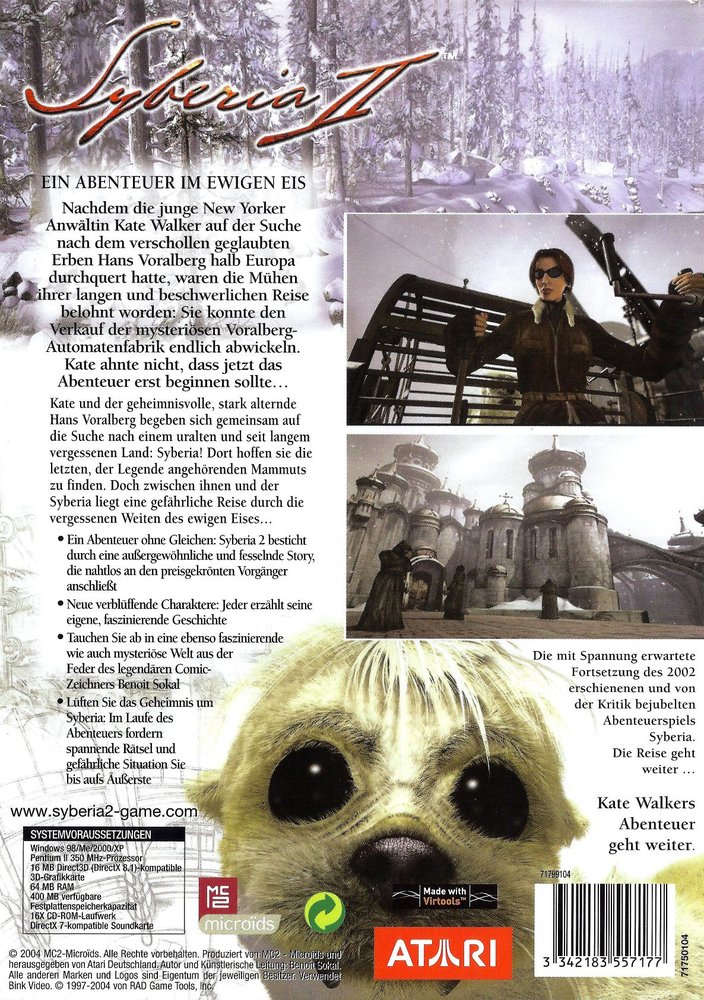 Syberia II
EIN ABENTEUER IM EWIGEN EIS
Nachdem die junge New Yorker
Anwältin Kate Walker auf der Suche
nach dem verschollen geglaubten
Erben Hans Voralberg halb Europa
durchquert hatte, waren die Mühen
ihrer langen und beschwerlichen Reise
belohnt worden: Sie konnte den
Verkauf der mysteriösen Voralberg-
Automatenfabrik endlich abwickeln.
Kate ahnte nicht, dass jetzt das
Abenteuer erst beginnen sollte…
Kate und der geheimnisvolle, stark alternde
Hans Voralberg begeben sich gemeinsam auf
die Suche nach einem uralten und seit langem
vergessenen Land: Syberia! Dort hoffen sie die
letzten, der Legende angehörenden Mammuts
zu finden. Doch zwischen ihnen und der
Syberia liegt eine gefährliche Reise durch die
vergessenen Weiten des ewigen Eises…
• Ein Abenteuer ohne Gleichen: Syberia 2 besticht
durch eine außergewöhnliche und fesselnde Story,
die nahtlos an den preisgekrönten Vorgänger
anschließt
• Neue verblüffende Charaktere: Jeder erzählt seine
eigene, faszinierende Geschichte
• Tauchen Sie ab in eine ebenso faszinierende
wie auch mysteriöse Welt aus der
Feder des legendären Comic-
Zeichners Benoit Sokal
• Lüften Sie das Geheimnis um
Syberia: Im Laufe des
Abenteuers fordern
spannende Rätsel und
gefährliche Situation Sie
bis aufs Äußerste
Die mit Spannung erwartete
Fortsetzung des 2002
erschienenen und von
der Kritik bejubelten
Abenteuerspiels
Syberia.
Die Reise geht
weiter ...
Kate Walkers
Abenteuer
geht weiter.
www.syberia2-game.com
SYSTEMVORAUSSETZUNGEN
Windows 98/Me/2000/XP
Pentium II 350 MHz-Prozessor
16 MB Direct3D (DirectX 8.1)-kompatible
3D-Grafikkarte
64 MB RAM
400 MB verfügbare
Festplattenspeicherkapazität
16X CD-ROM-Laufwerk
DirectX 7-kompatible Soundkarte
MC2
microïds
Made with
Virtools™
ATARI
71799104
3 342183 557177
71750104
© 2004 MC2-Microïds. Alle Rechte vorbehalten. Produziert von MC2 - Microïds und
herausgegeben von Atari Deutschland. Autor und Künstlerische Leitung: Benoit Sokal.
Alle anderen Marken und Logos sind Eigentum der jeweiligen Besitzer. Verwendet
Bink Video. © 1997-2004 von RAD Game Tools, Inc.